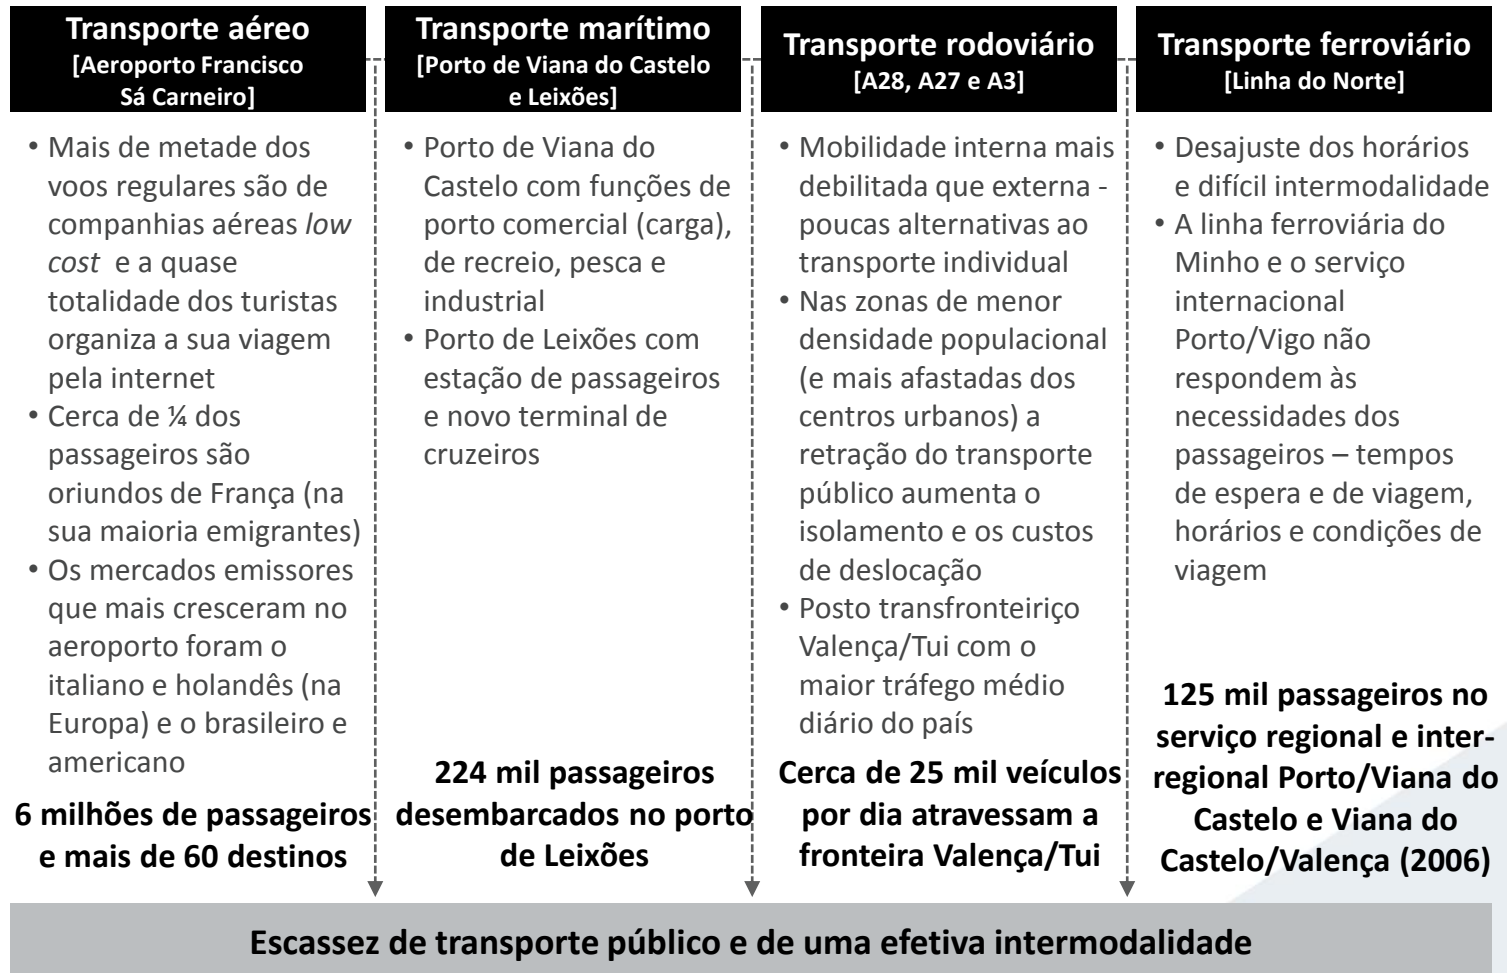 Transporte aéreo
[Aeroporto Francisco
Sá Carneiro]
• Mais de metade dos
voos regulares são de
companhias aéreas low
cost e a quase
totalidade dos turistas
organiza a sua viagem
pela internet
• Cerca de ¼ dos
passageiros são
oriundos de França (na
sua maioria emigrantes)
• Os mercados emissores
que mais cresceram no
aeroporto foram o
italiano e holandês (na
Europa) e o brasileiro e
americano
6 milhões de passageiros
e mais de 60 destinos
Transporte marítimo
[Porto de Viana do Castelo
e Leixões]
• Porto de Viana do
Castelo com funções de
porto comercial (carga),
de recreio, pesca e
industrial
• Porto de Leixões com
estação de passageiros
e novo terminal de
cruzeiros
224 mil passageiros
desembarcados no porto
de Leixões
Transporte rodoviário
[A28, A27 e A3]
• Mobilidade interna mais
debilitada que externa -
poucas alternativas ao
transporte individual
• Nas zonas de menor
densidade populacional
(e mais afastadas dos
centros urbanos) a
retração do transporte
público aumenta o
isolamento e os custos
de deslocação
• Posto transfronteiriço
Valença/Tui com o
maior tráfego médio
diário do país
Cerca de 25 mil veículos
por dia atravessam a
fronteira Valença/Tui
Transporte ferroviário
[Linha do Norte]
• Desajuste dos horários
e difícil intermodalidade
• A linha ferroviária do
Minho e o serviço
internacional
Porto/Vigo não
respondem às
necessidades dos
passageiros – tempos
de espera e de viagem,
horários e condições de
viagem
125 mil passageiros no
serviço regional e inter-
regional Porto/Viana do
Castelo e Viana do
Castelo/Valença (2006)
Escassez de transporte público e de uma efetiva intermodalidade